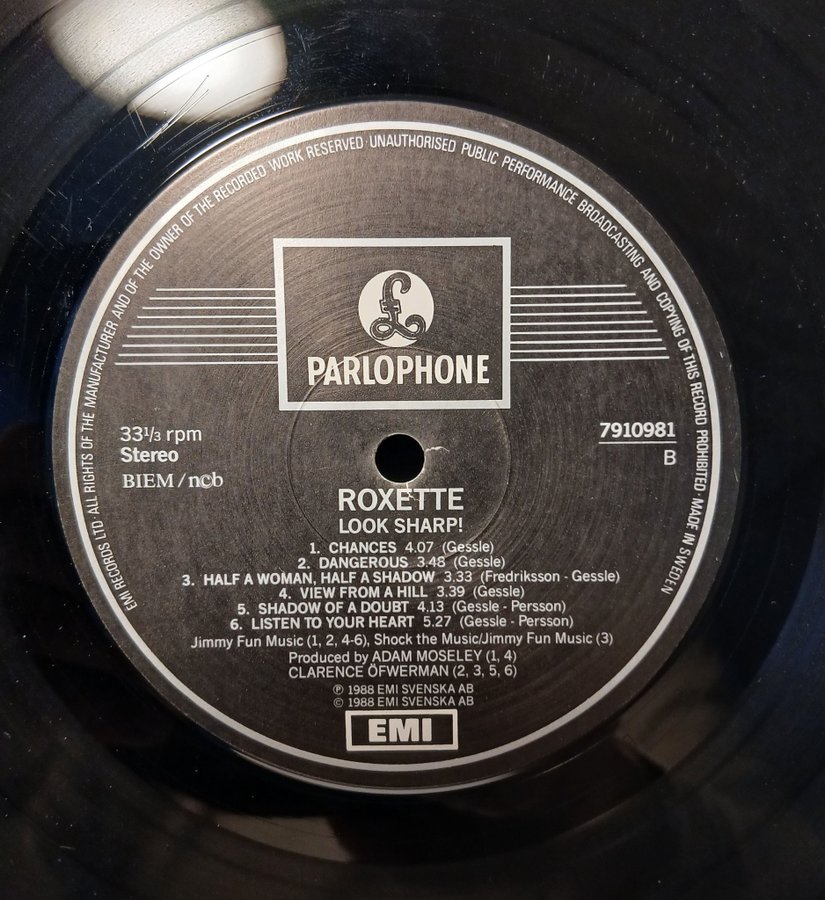 EMI RECORDS LTD · ALL RIGHTS OF THE MANUFACTURER AND OF THE OWNER OF THE RECORDED WORK RESERVED · UNAUTHORISED PUBLIC PERFORMANCE BROADCASTING AND COPYING OF THIS RECORD PROHIBITED · MADE IN SWEDEN
£
PARLOPHONE
33⅓ rpm
Stereo
BIEM/ncb
7910981
B
ROXETTE
LOOK SHARP!
1. CHANCES 4.07 (Gessle)
2. DANGEROUS 3.48 (Gessle)
3. HALF A WOMAN, HALF A SHADOW 3.33 (Fredriksson - Gessle)
4. VIEW FROM A HILL 3.39 (Gessle)
5. SHADOW OF A DOUBT 4.13 (Gessle - Persson)
6. LISTEN TO YOUR HEART 5.27 (Gessle - Persson)
Jimmy Fun Music (1, 2, 4-6), Shock the Music/Jimmy Fun Music (3)
Produced by ADAM MOSELEY (1, 4)
CLARENCE ÖFWERMAN (2, 3, 5, 6)
℗ 1988 EMI SVENSKA AB
© 1988 EMI SVENSKA AB
EMI